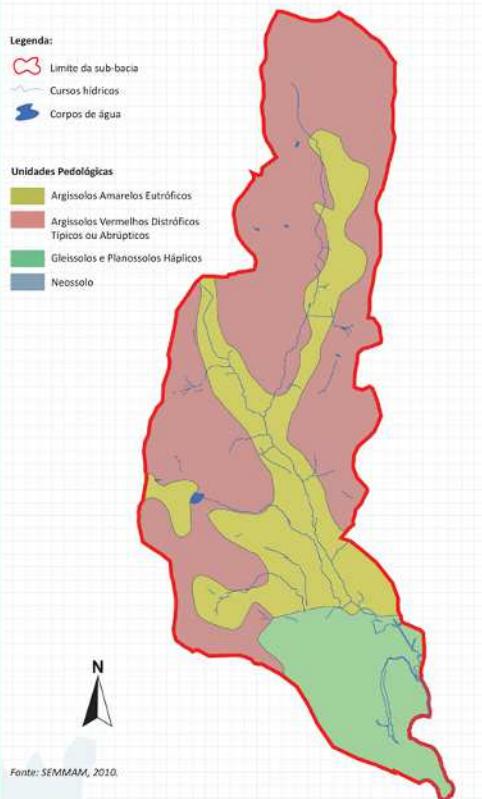 Legenda:
Limite da sub-bacia
Cursos hídricos
Corpos de água
Unidades Pedológicas
Argissolos Amarelos Eutróficos
Argissolos Vermelhos Distróficos
Típicos ou Abrúpticos
Gleissolos e Planossolos Háplicos
Neossolo
N
Fonte: SEMMAM, 2010.